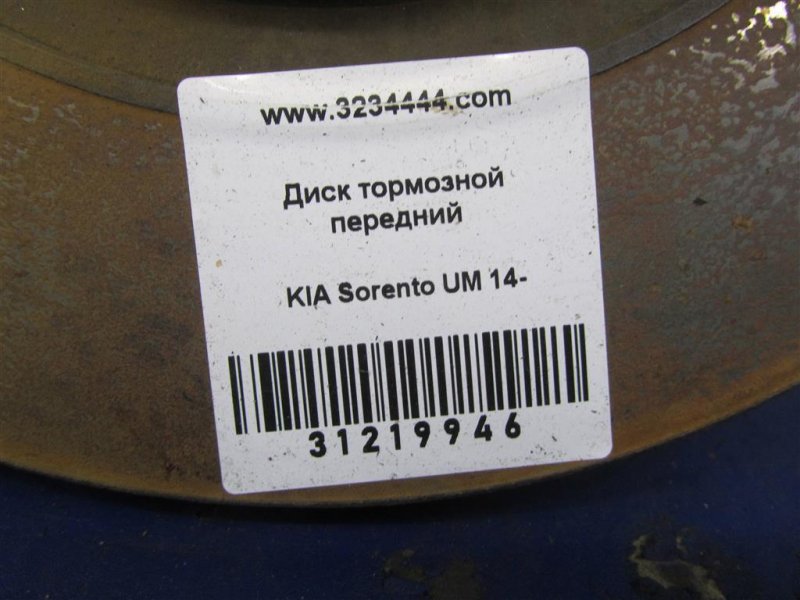 www.3234444.com
Диск тормозной
передний
KIA Sorento UM 14-
31219946